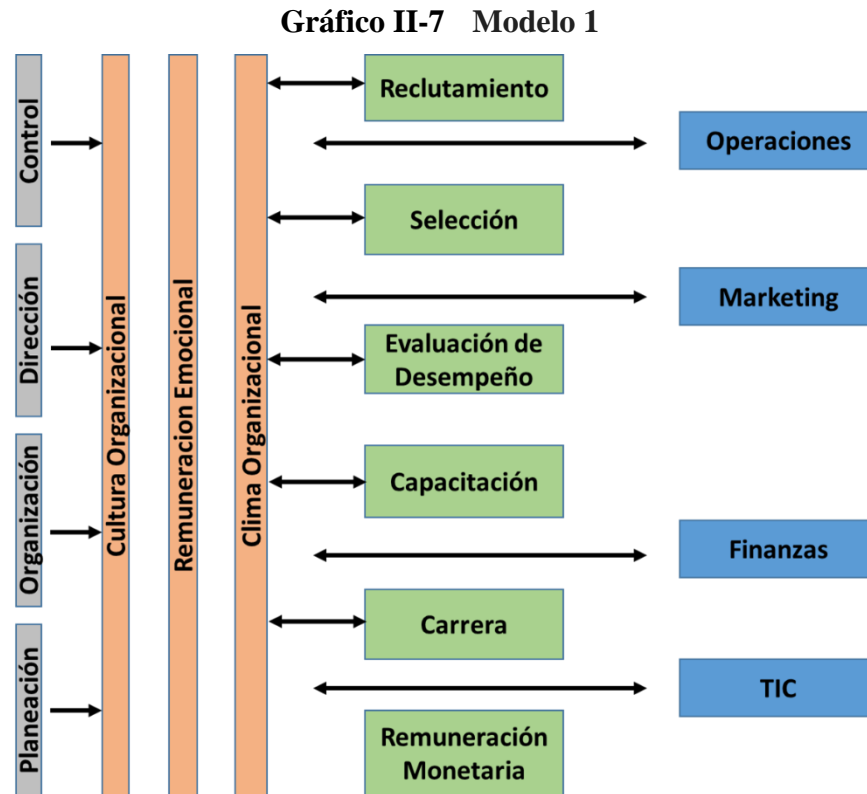 Gráfico II-7 Modelo 1
Control
Dirección
Organización
Planeación
Cultura Organizacional
Remuneracion Emocional
Clima Organizacional
Reclutamiento
Selección
Evaluación de
Desempeño
Capacitación
Carrera
Remuneración
Monetaria
Operaciones
Marketing
Finanzas
TIC